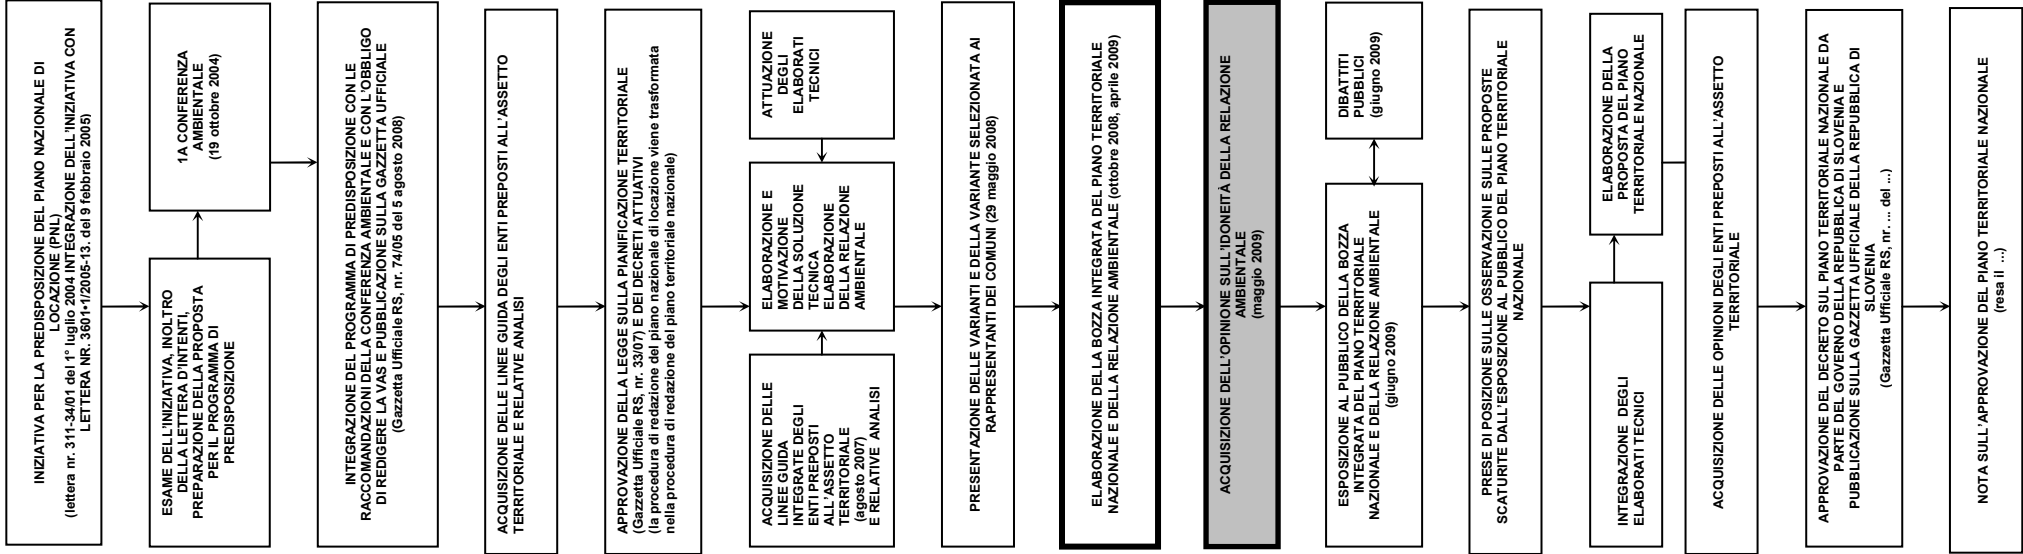 INIZIATIVA PER LA PREDISPOSIZIONE DEL PIANO NAZIONALE DI
LOCAZIONE (PNL)
(lettera nr. 311-34/01 del 1° luglio 2004 INTEGRAZIONE DELL'INIZIATIVA CON
LETTERA NR. 3601+1/2005-13. del 9 febbraio 2005)
ESAME DELL'INIZIATIVA, INOLTRO
DELLA LETTERA D'INTENTI,
PREPARAZIONE DELLA PROPOSTA
PER IL PROGRAMMA DI
PREDISPOSIZIONE
1A CONFERENZA
AMBIENTALE
(19 ottobre 2004)
INTEGRAZIONE DEL PROGRAMMA DI PREDISPOSIZIONE CON LE
RACCOMANDAZIONI DELLA CONFERENZA AMBIENTALE E CON L'OBBLIGO
DI REDIGERE LA VAS E PUBBLICAZIONE SULLA GAZZETTA UFFICIALE
(Gazzetta Ufficiale RS, nr. 74/05 del 5 agosto 2008)
ACQUISIZIONE DELLE LINEE GUIDA DEGLI ENTI PREPOSTI ALL'ASSETTO
TERRITORIALE E RELATIVE ANALISI
APPROVAZIONE DELLA LEGGE SULLA PIANIFICAZIONE TERRITORIALE
(Gazzetta Ufficiale RS, nr. 33/07) E DEI DECRETI ATTUATIVI
(la procedura di redazione del piano nazionale di locazione viene trasformata
nella procedura di redazione del piano territoriale nazionale)
ACQUISIZIONE DELLE
LINEE GUIDA
INTEGRATE DEGLI
ENTI PREPOSTI
ALL'ASSETTO
TERRITORIALE
(agosto 2007)
E RELATIVE ANALISI
ELABORAZIONE E
MOTIVAZIONE
DELLA SOLUZIONE
TECNICA
ELABORAZIONE
DELLA RELAZIONE
AMBIENTALE
ATTUAZIONE
DEGLI
ELABORATI
TECNICI
PRESENTAZIONE DELLE VARIANTI E DELLA VARIANTE SELEZIONATA AI
RAPPRESENTANTI DEI COMUNI (29 maggio 2008)
ELABORAZIONE DELLA BOZZA INTEGRATA DEL PIANO TERRITORIALE
NAZIONALE E DELLA RELAZIONE AMBIENTALE (ottobre 2008, aprile 2009)
ACQUISIZIONE DELL'OPINIONE SULL'IDONEITÀ DELLA RELAZIONE
AMBIENTALE
(maggio 2009)
ESPOSIZIONE AL PUBBLICO DELLA BOZZA
INTEGRATA DEL PIANO TERRITORIALE
NAZIONALE E DELLA RELAZIONE AMBIENTALE
(giugno 2009)
DIBATTITI
PUBBLICI
(giugno 2009)
PRESE DI POSIZIONE SULLE OSSERVAZIONI E SULLE PROPOSTE
SCATURITE DALL'ESPOSIZIONE AL PUBBLICO DEL PIANO TERRITORIALE
NAZIONALE
INTEGRAZIONE DEGLI
ELABORATI TECNICI
ELABORAZIONE DELLA
PROPOSTA DEL PIANO
TERRITORIALE NAZIONALE
ACQUISIZIONE DELLE OPINIONI DEGLI ENTI PREPOSTI ALL'ASSETTO
TERRITORIALE
APPROVAZIONE DEL DECRETO SUL PIANO TERRITORIALE NAZIONALE DA
PARTE DEL GOVERNO DELLA REPUBBLICA DI SLOVENIA E
PUBBLICAZIONE SULLA GAZZETTA UFFICIALE DELLA REPUBBLICA DI
SLOVENIA
(Gazzetta Ufficiale RS, nr. ... del ...)
NOTA SULL'APPROVAZIONE DEL PIANO TERRITORIALE NAZIONALE
(resa il ...)